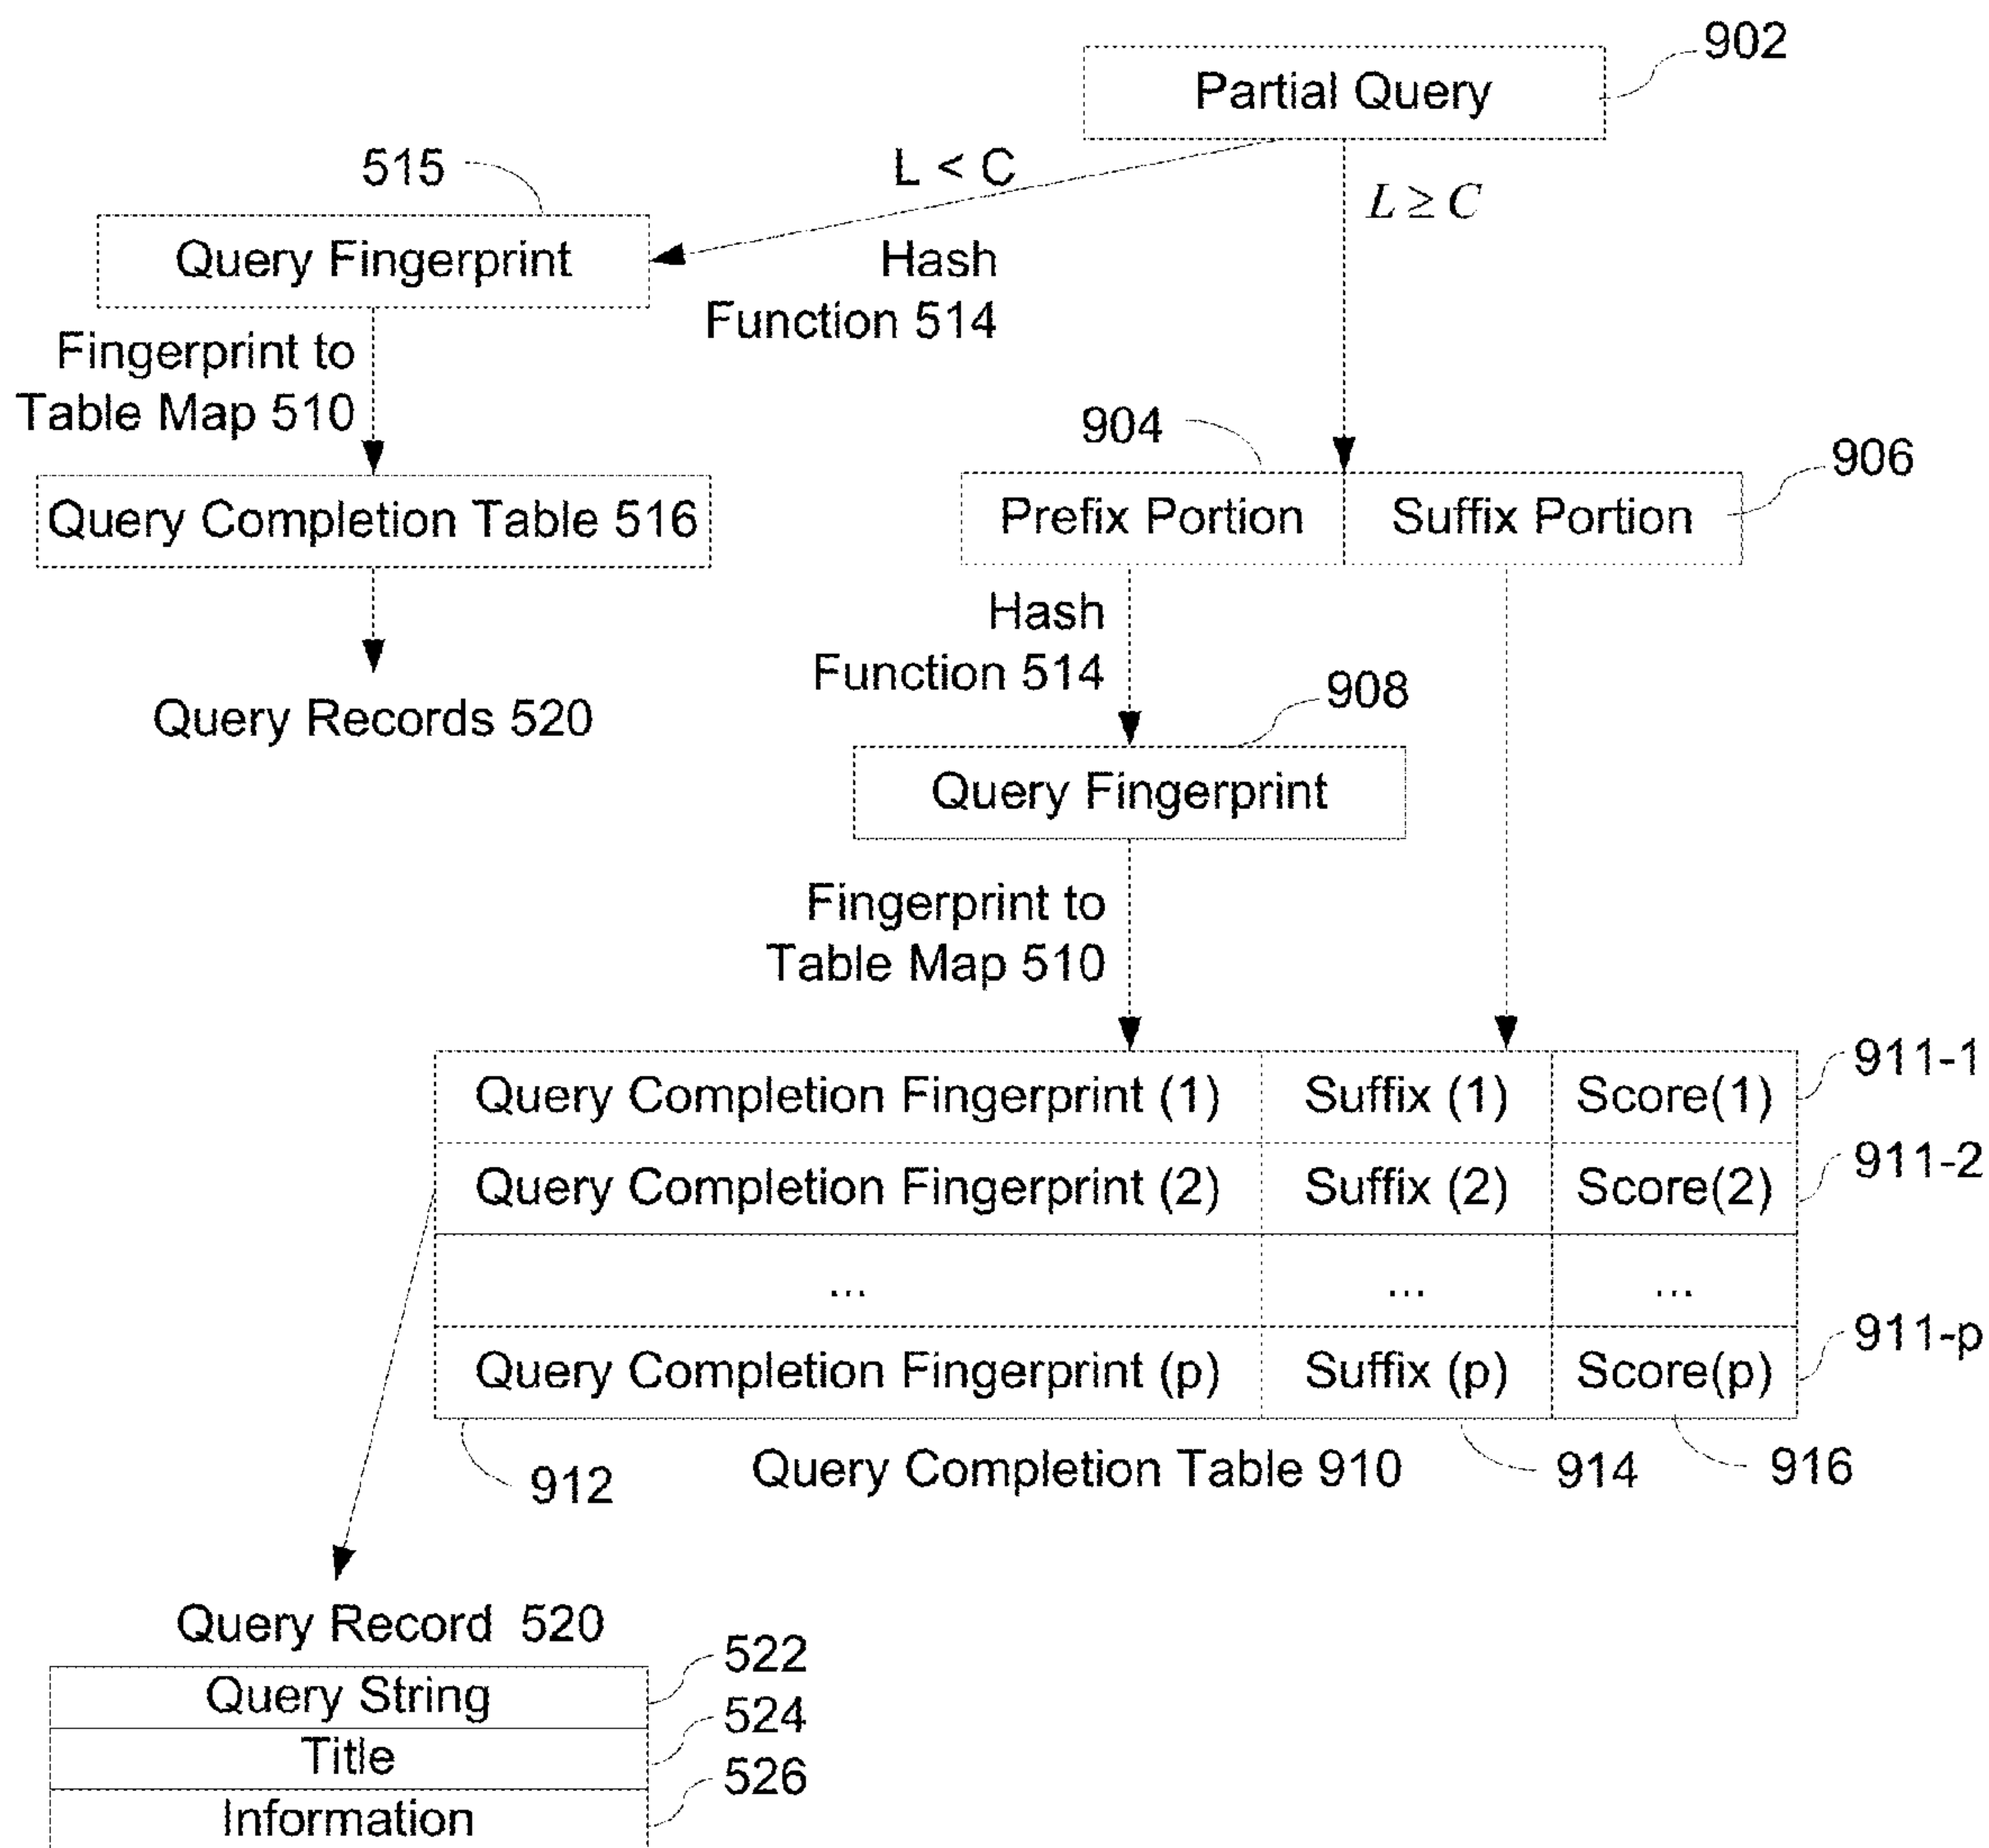 902
Partial Query
515
L < C
L ≥ C
Query Fingerprint
Hash
Function 514
Fingerprint to
Table Map 510
904
906
Query Completion Table 516
Prefix Portion
Suffix Portion
Hash
Function 514
Query Records 520
908
Query Fingerprint
Fingerprint to
Table Map 510
Query Completion Fingerprint (1) Suffix (1) Score(1) 911-1
Query Completion Fingerprint (2) Suffix (2) Score(2) 911-2
... ... ...
Query Completion Fingerprint (p) Suffix (p) Score(p) 911-p
912 Query Completion Table 910 914 916
Query Record 520
Query String 522
Title 524
Information 526